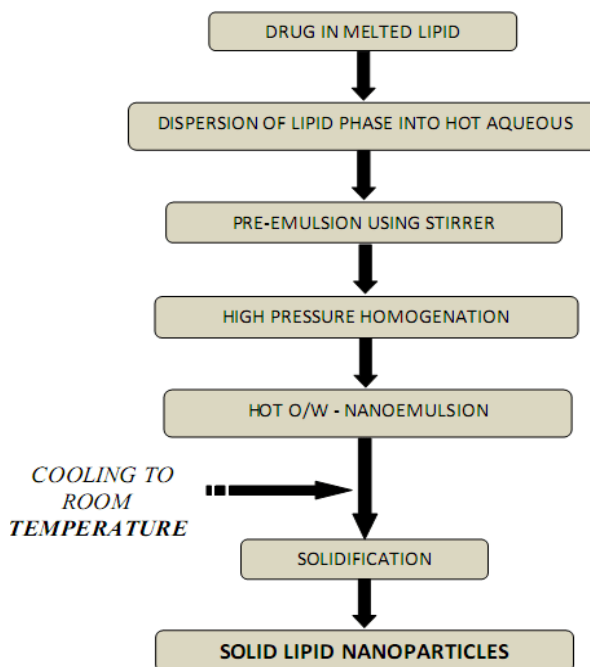 DRUG IN MELTED LIPID
DISPERSION OF LIPID PHASE INTO HOT AQUEOUS
PRE-EMULSION USING STIRRER
HIGH PRESSURE HOMOGENATION
HOT O/W - NANOEMULSION
COOLING TO
ROOM
TEMPERATURE
SOLIDIFICATION
SOLID LIPID NANOPARTICLES